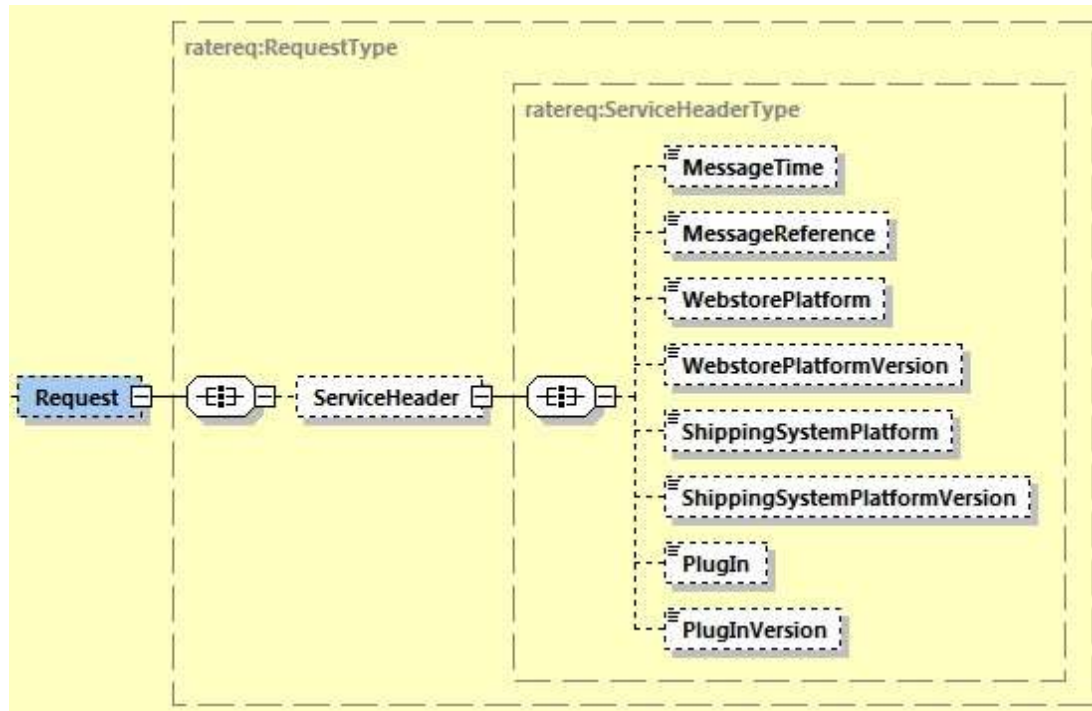 ratereq:RequestType
ratereq:ServiceHeaderType
MessageTime
MessageReference
WebstorePlatform
WebstorePlatformVersion
Request
ServiceHeader
ShippingSystemPlatform
ShippingSystemPlatformVersion
PlugIn
PlugInVersion